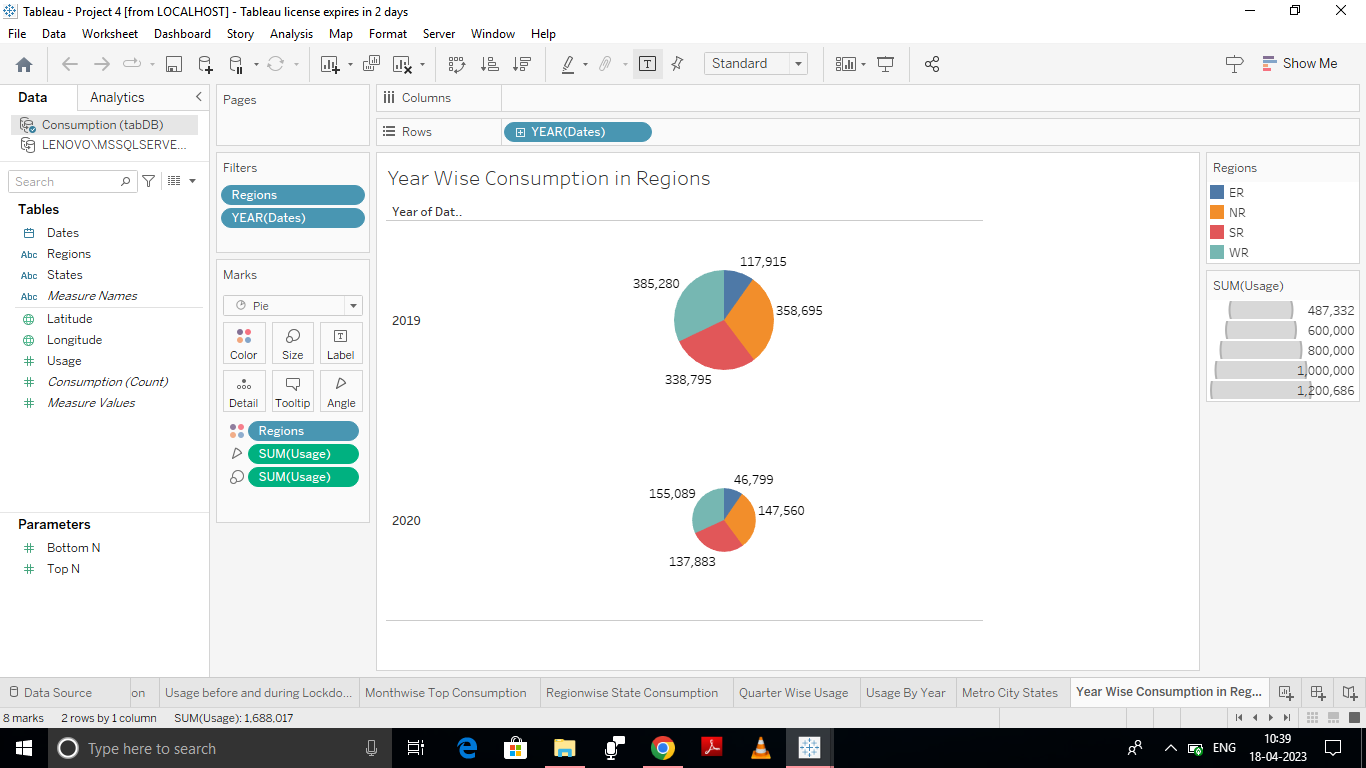 Tableau - Project 4 [from LOCALHOST] - Tableau license expires in 2 days
File Data Worksheet Dashboard Story Analysis Map Format Server Window Help
Standard
Show Me
Data Analytics
Consumption (tabDB)
LENOVO\MSSQLSERVE...
Search
Tables
Dates
Abc Regions
Abc States
Abc Measure Names
Latitude
Longitude
# Usage
# Consumption (Count)
# Measure Values
Parameters
# Bottom N
# Top N
Pages
Filters
Regions
YEAR(Dates)
Marks
Pie
Color Size Label
Detail Tooltip Angle
Regions
SUM(Usage)
SUM(Usage)
Columns
Rows YEAR(Dates)
Year Wise Consumption in Regions
Year of Dat..
2019
117,915
385,280
358,695
338,795
2020
46,799
155,089
147,560
137,883
Regions
ER
NR
SR
WR
SUM(Usage)
487,332
600,000
800,000
1,000,000
1,200,686
Data Source on Usage before and during Lockdo... Monthwise Top Consumption Regionwise State Consumption Quarter Wise Usage Usage By Year Metro City States Year Wise Consumption in Reg...
8 marks 2 rows by 1 column SUM(Usage): 1,688,017
Type here to search
ENG
10:39
18-04-2023